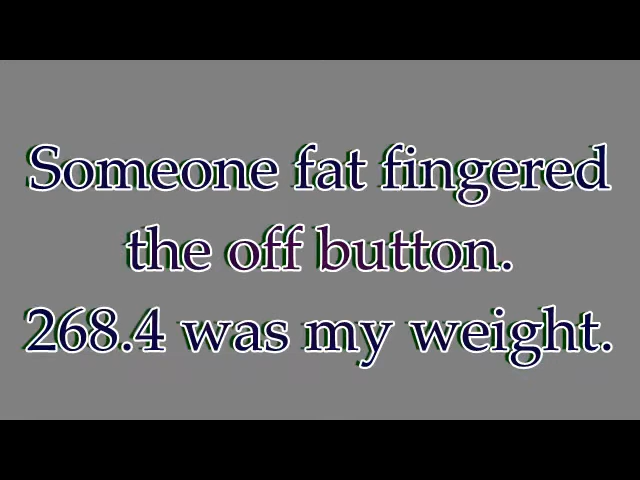 Someone fat fingered
the off button.
268.4 was my weight.